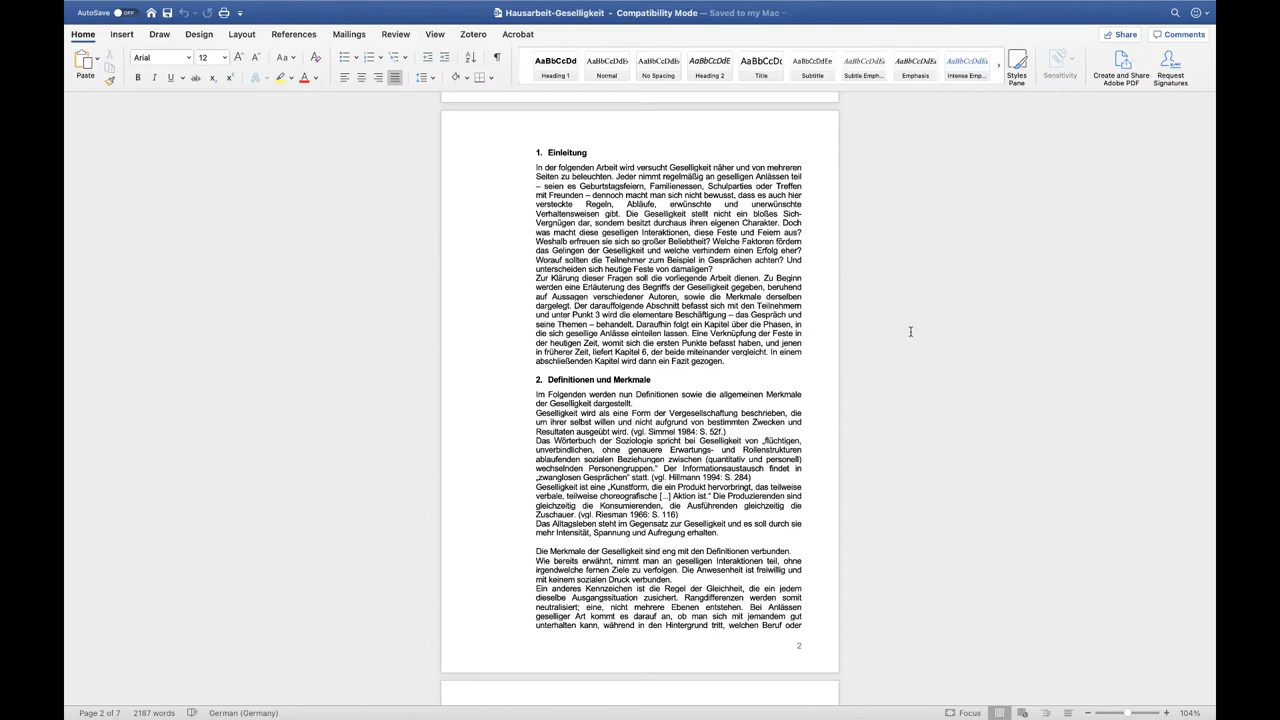 AutoSave OFF
Hausarbeit-Geselligkeit - Compatibility Mode — Saved to my Mac
Home Insert Draw Design Layout References Mailings Review View Zotero Acrobat Share Comments
Paste Arial 12 Aa
AaBbCcDd AaBbCcDdEe AaBbCcDdEe AaBbCcDdEe AaBbCcDc AaBbCcDdEe AaBbCcDdEe AaBbCcDdEe AaBbCcDdEe
Heading 1 Normal No Spacing Heading 2 Title Subtitle Subtle Emph... Emphasis Intense Emp...
Styles Pane Sensitivity Create and Share Adobe PDF Request Signatures
1. Einleitung
In der folgenden Arbeit wird versucht Geselligkeit näher und von mehreren
Seiten zu beleuchten. Jeder nimmt regelmäßig an geselligen Anlässen teil
– seien es Geburtstagsfeiern, Familienessen, Schulparties oder Treffen
mit Freunden – dennoch macht man sich nicht bewusst, dass es auch hier
versteckte Regeln, Abläufe, erwünschte und unerwünschte
Verhaltensweisen gibt. Die Geselligkeit stellt nicht ein bloßes Sich-
Vergnügen dar, sondern besitzt durchaus ihren eigenen Charakter. Doch
was macht diese geselligen Interaktionen, diese Feste und Feiern aus?
Weshalb erfreuen sie sich so großer Beliebtheit? Welche Faktoren fördern
das Gelingen der Geselligkeit und welche verhindern einen Erfolg eher?
Worauf sollten die Teilnehmer zum Beispiel in Gesprächen achten? Und
unterscheiden sich heutige Feste von damaligen?
Zur Klärung dieser Fragen soll die vorliegende Arbeit dienen. Zu Beginn
werden eine Erläuterung des Begriffs der Geselligkeit gegeben, beruhend
auf Aussagen verschiedener Autoren, sowie die Merkmale derselben
dargelegt. Der darauffolgende Abschnitt befasst sich mit den Teilnehmern
und unter Punkt 3 wird die elementare Beschäftigung – das Gespräch und
seine Themen – behandelt. Daraufhin folgt ein Kapitel über die Phasen, in
die sich gesellige Anlässe einteilen lassen. Eine Verknüpfung der Feste in
der heutigen Zeit, womit sich die ersten Punkte befasst haben, und jenen
in früherer Zeit, liefert Kapitel 6, der beide miteinander vergleicht. In einem
abschließenden Kapitel wird dann ein Fazit gezogen.
2. Definitionen und Merkmale
Im Folgenden werden nun Definitionen sowie die allgemeinen Merkmale
der Geselligkeit dargestellt.
Geselligkeit wird als eine Form der Vergesellschaftung beschrieben, die
um ihrer selbst willen und nicht aufgrund von bestimmten Zwecken und
Resultaten ausgeübt wird. (vgl. Simmel 1984: S. 52f.)
Das Wörterbuch der Soziologie spricht bei Geselligkeit von „flüchtigen,
unverbindlichen, ohne genauere Erwartungs- und Rollenstrukturen
ablaufenden sozialen Beziehungen zwischen (quantitativ und personell)
wechselnden Personengruppen.“ Der Informationsaustausch findet in
„zwanglosen Gesprächen“ statt. (vgl. Hillmann 1994: S. 284)
Geselligkeit ist eine „Kunstform, die ein Produkt hervorbringt, das teilweise
verbale, teilweise choreografische [...] Aktion ist.“ Die Produzierenden sind
gleichzeitig die Konsumierenden, die Ausführenden gleichzeitig die
Zuschauer. (vgl. Riesman 1966: S. 116)
Das Alltagsleben steht im Gegensatz zur Geselligkeit und es soll durch sie
mehr Intensität, Spannung und Aufregung erhalten.
Die Merkmale der Geselligkeit sind eng mit den Definitionen verbunden.
Wie bereits erwähnt, nimmt man an geselligen Interaktionen teil, ohne
irgendwelche fernen Ziele zu verfolgen. Die Anwesenheit ist freiwillig und
mit keinem sozialen Druck verbunden.
Ein anderes Kennzeichen ist die Regel der Gleichheit, die ein jedem
dieselbe Ausgangssituation zusichert. Rangdifferenzen werden somit
neutralisiert; eine, nicht mehrere Ebenen entstehen. Bei Anlässen
geselliger Art kommt es darauf an, ob man sich mit jemandem gut
unterhalten kann, während in den Hintergrund tritt, welchen Beruf oder
2
Page 2 of 7 2187 words German (Germany) Focus 104%